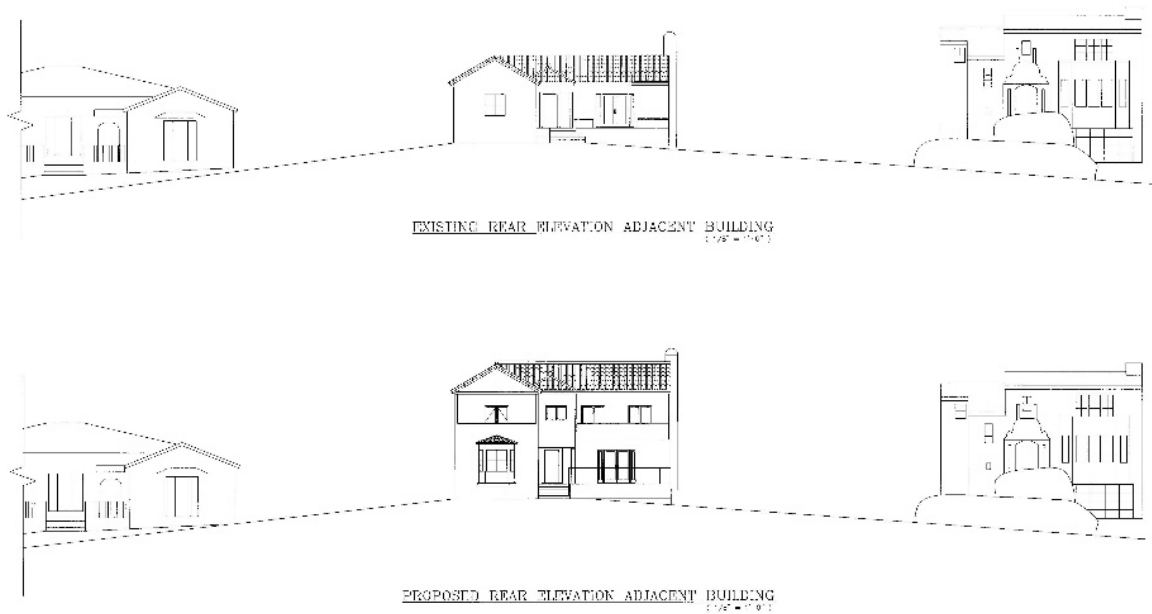 EXISTING REAR ELEVATION ADJACENT BUILDING
PROPOSED REAR ELEVATION ADJACENT BUILDING